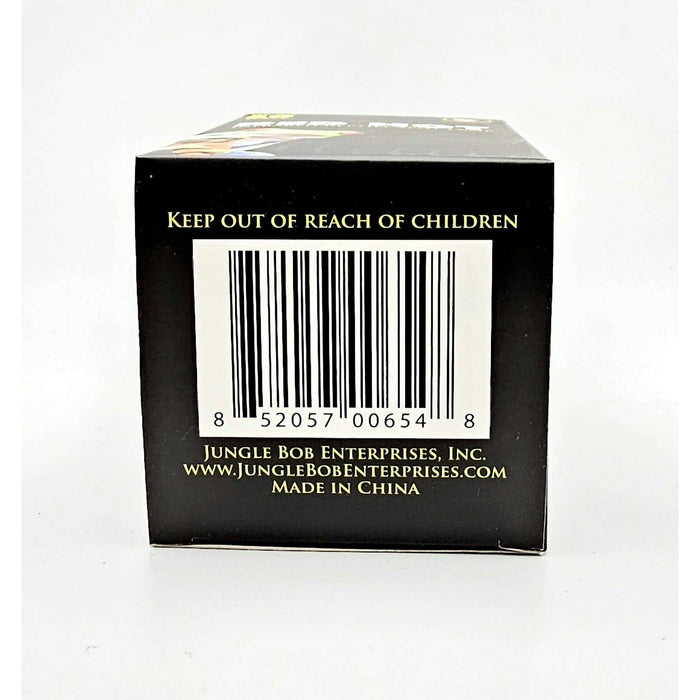 KEEP OUT OF REACH OF CHILDREN
8 52057 00654 8
JUNGLE BOB ENTERPRISES, INC.
WWW.JUNGLEBOBENTERPRISES.COM
MADE IN CHINA